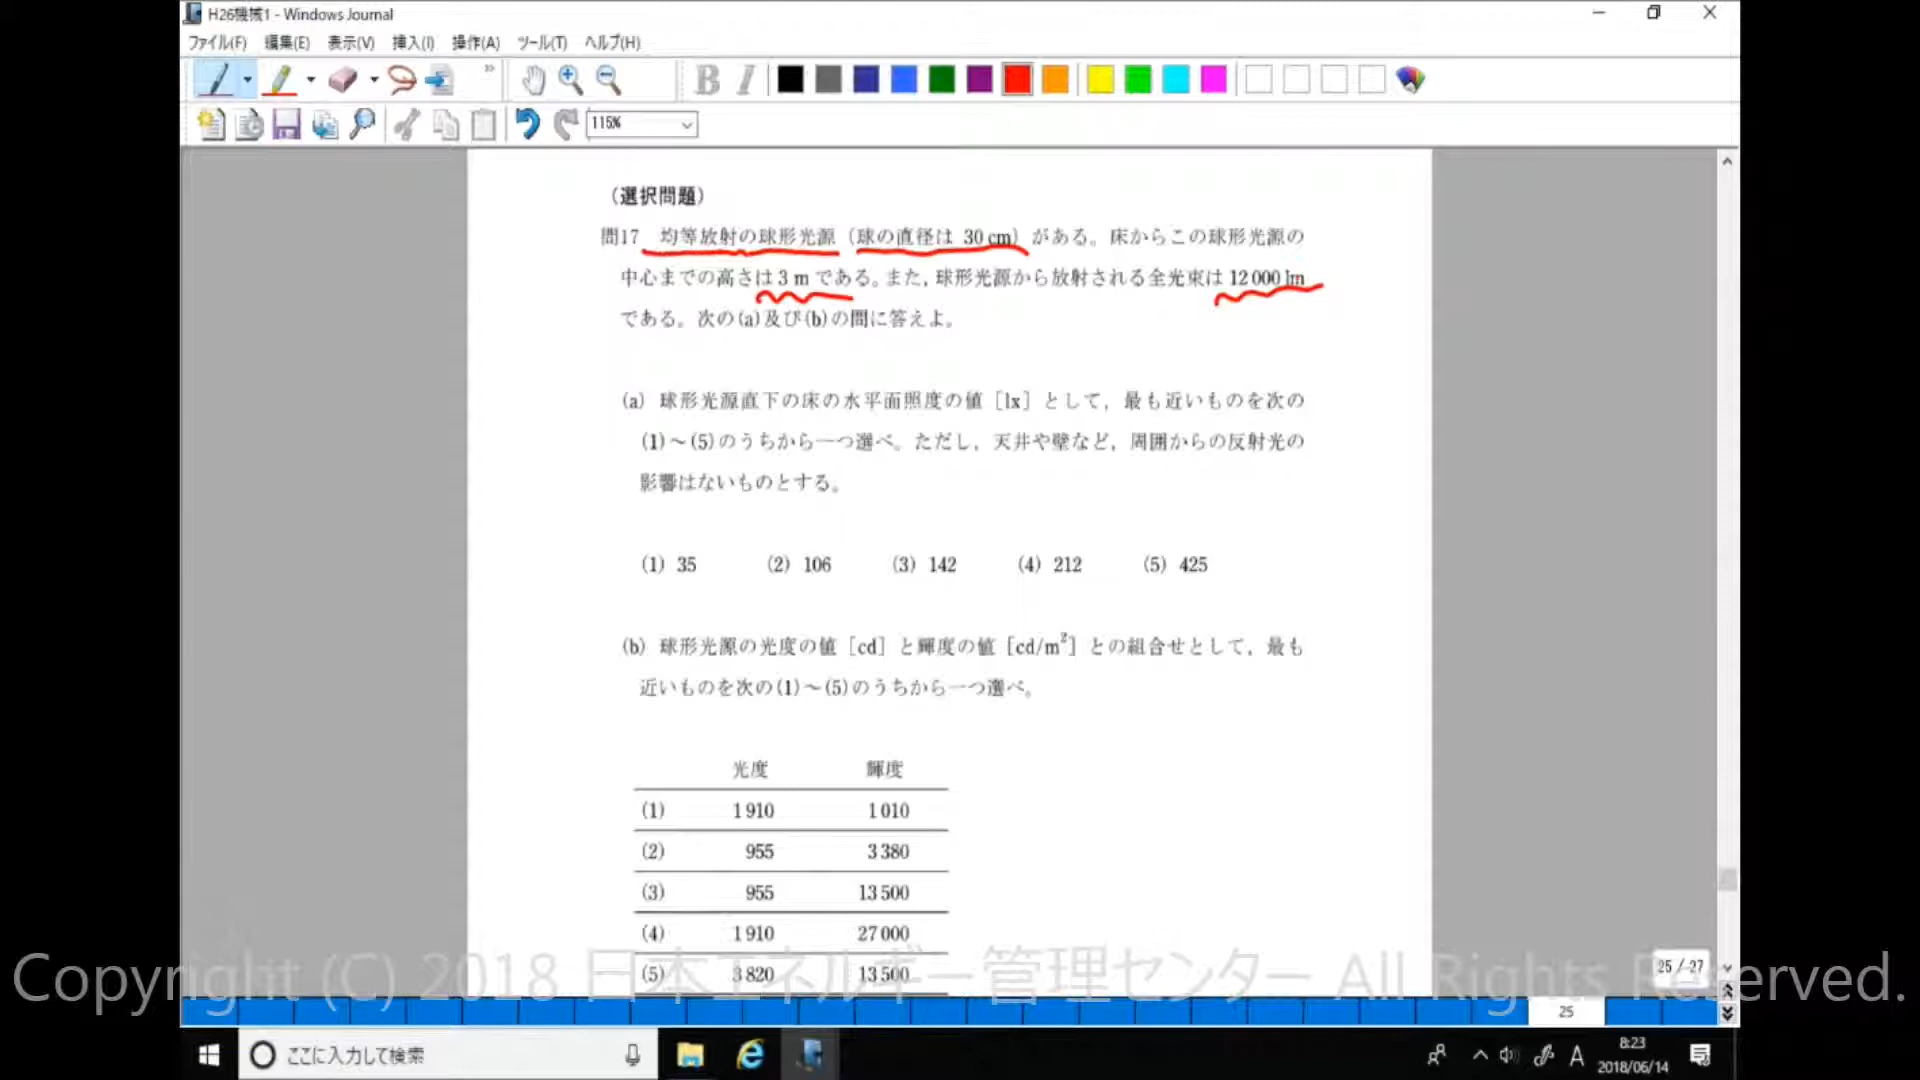 H26機械1 - Windows Journal
ファイル(F) 編集(E) 表示(V) 挿入(I) 操作(A) ツール(T) ヘルプ(H)
B I
115%
（選択問題）
問17 均等放射の球形光源（球の直径は 30 cm）がある。床からこの球形光源の
中心までの高さは 3 m である。また，球形光源から放射される全光束は 12 000 lm
である。次の(a)及び(b)の問に答えよ。
(a) 球形光源直下の床の水平面照度の値［lx］として，最も近いものを次の
(1)～(5)のうちから一つ選べ。ただし，天井や壁など，周囲からの反射光の
影響はないものとする。
(1) 35 (2) 106 (3) 142 (4) 212 (5) 425
(b) 球形光源の光度の値［cd］と輝度の値［cd/m²］との組合せとして，最も
近いものを次の(1)～(5)のうちから一つ選べ。
光度 輝度
(1) 1 910 1 010
(2) 955 3 380
(3) 955 13 500
(4) 1 910 27 000
(5) 3 820 13 500
25 / 27
Copyright (C) 2018 日本エネルギー管理センター All Rights Reserved.
25
ここに入力して検索
A
8:23
2018/06/14